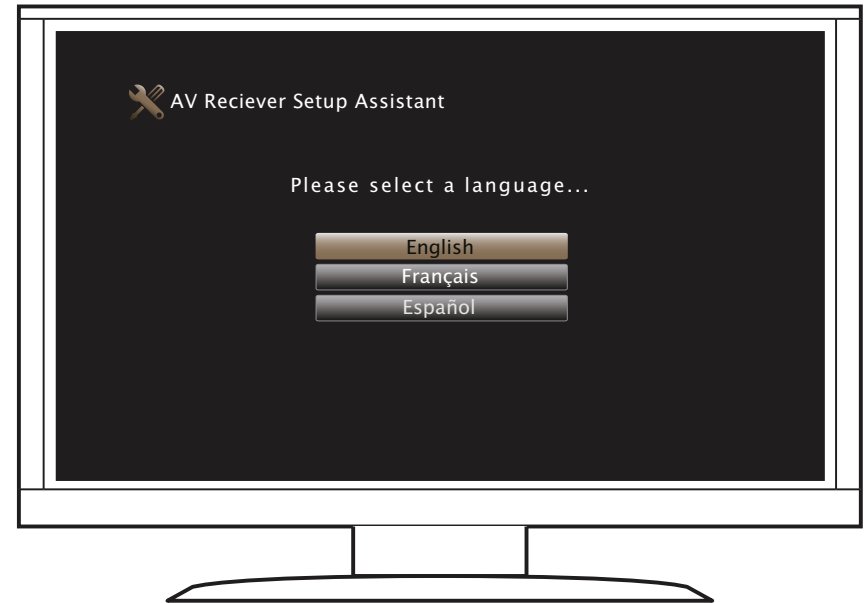 AV Reciever Setup Assistant
Please select a language...
English
Français
Español